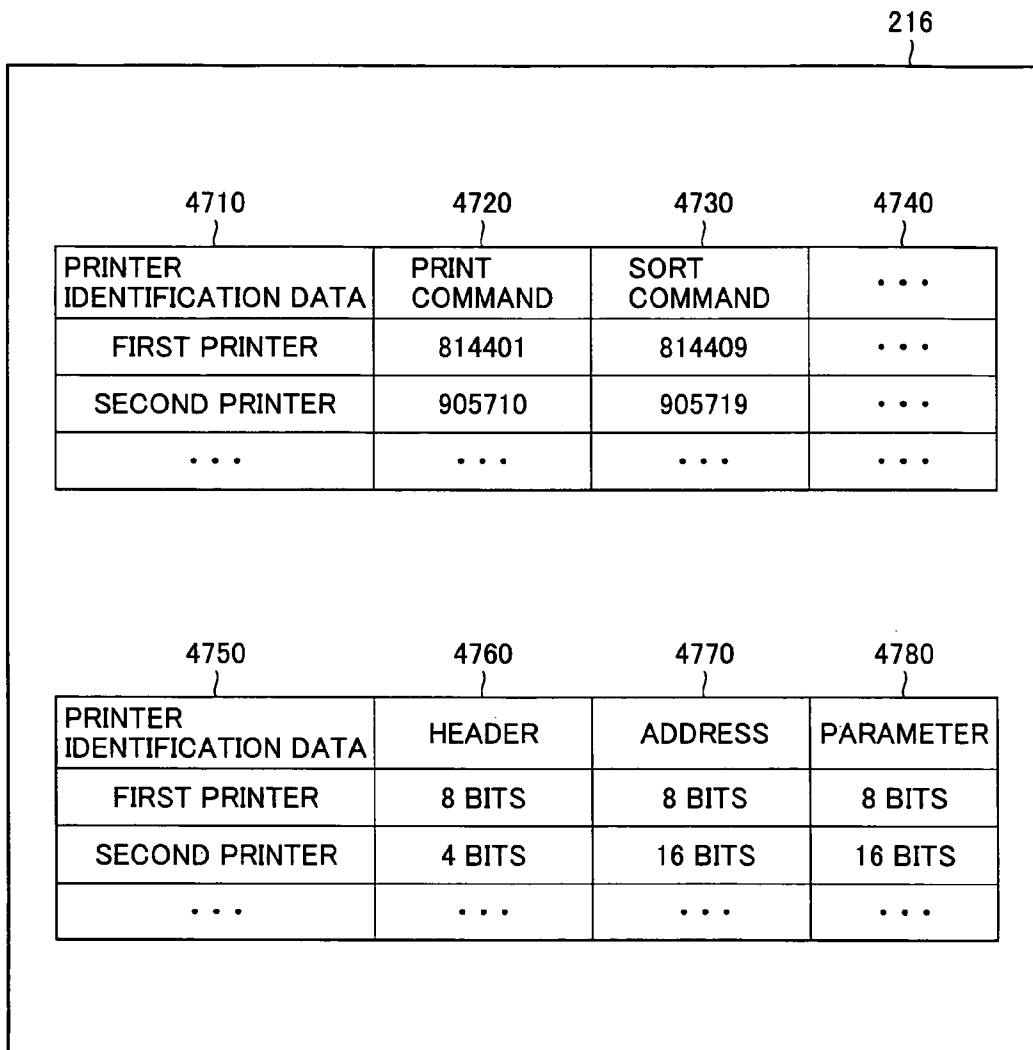 216
4710 4720 4730 4740
PRINTER IDENTIFICATION DATA PRINT COMMAND SORT COMMAND ...
FIRST PRINTER 814401 814409 ...
SECOND PRINTER 905710 905719 ...
... ... ... ...
4750 4760 4770 4780
PRINTER IDENTIFICATION DATA HEADER ADDRESS PARAMETER
FIRST PRINTER 8 BITS 8 BITS 8 BITS
SECOND PRINTER 4 BITS 16 BITS 16 BITS
... ... ... ...